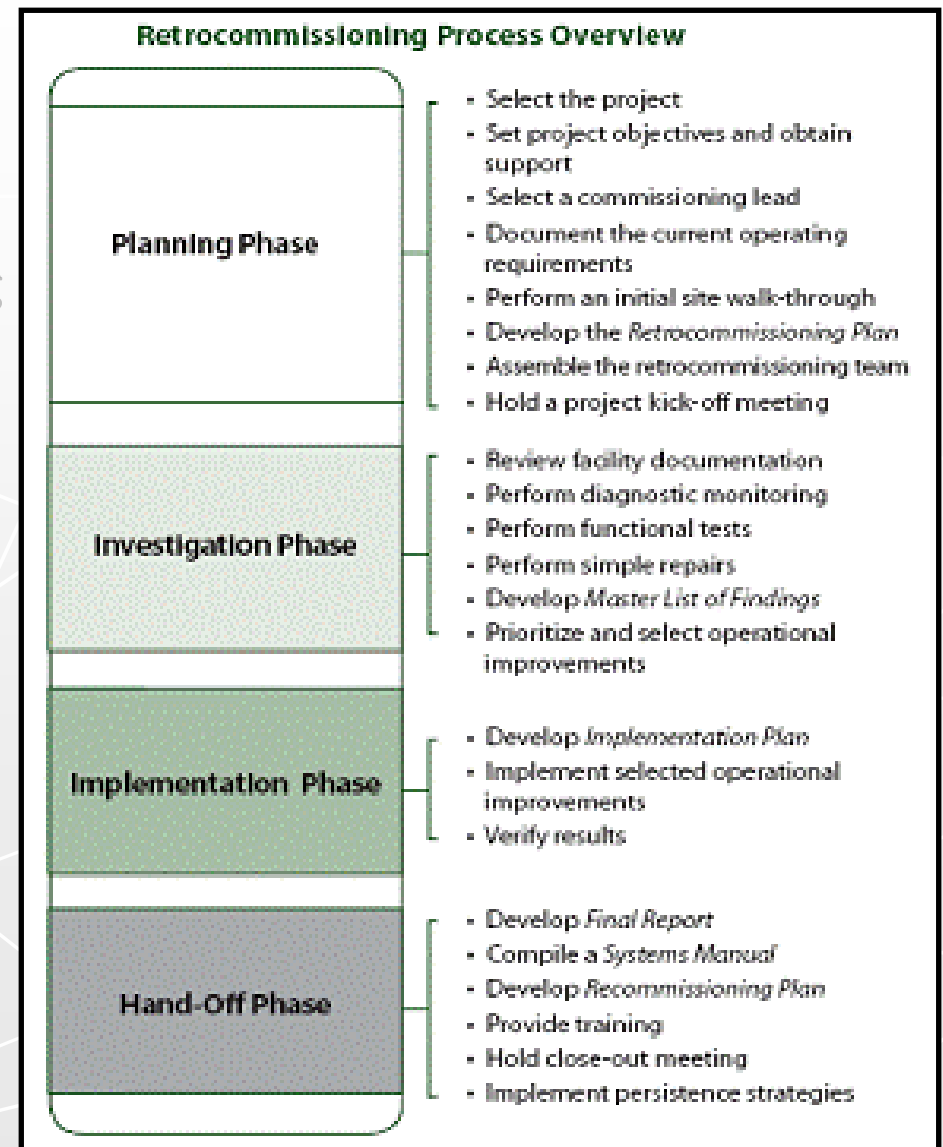 Retrocommissioning Process Overview
Planning Phase
• Select the project
• Set project objectives and obtain
support
• Select a commissioning lead
• Document the current operating
requirements
• Perform an initial site walk-through
• Develop the Retrocommissioning Plan
• Assemble the retrocommissioning team
• Hold a project kick-off meeting
Investigation Phase
• Review facility documentation
• Perform diagnostic monitoring
• Perform functional tests
• Perform simple repairs
• Develop Master List of Findings
• Prioritize and select operational
improvements
Implementation Phase
• Develop Implementation Plan
• Implement selected operational
improvements
• Verify results
Hand-Off Phase
• Develop Final Report
• Compile a Systems Manual
• Develop Recommissioning Plan
• Provide training
• Hold close-out meeting
• Implement persistence strategies